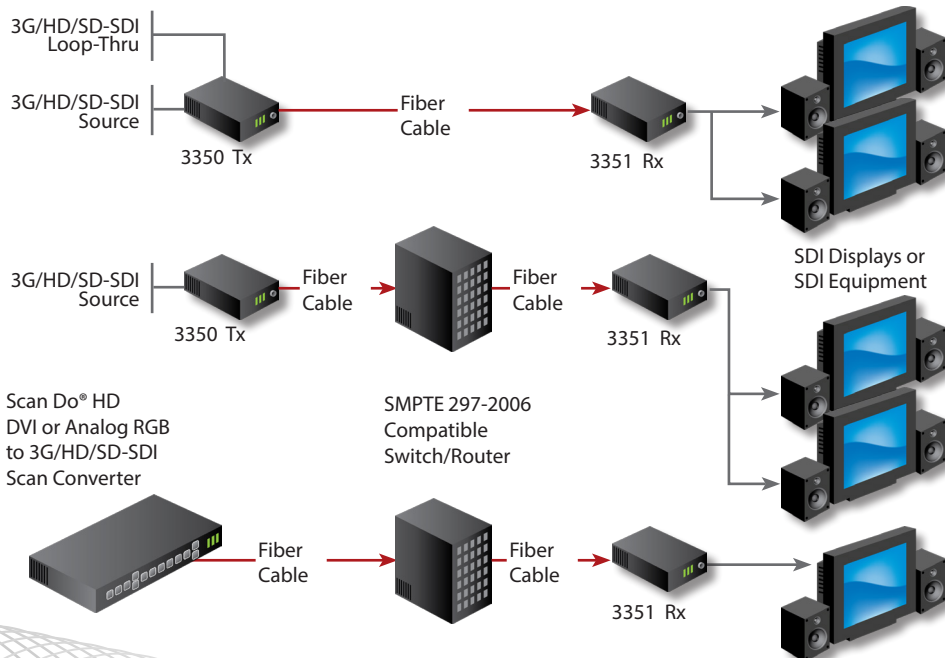 3G/HD/SD-SDI
Loop-Thru
3G/HD/SD-SDI
Source
3350 Tx
Fiber
Cable
3351 Rx
SDI Displays or
SDI Equipment
3G/HD/SD-SDI
Source
3350 Tx
Fiber
Cable
Fiber
Cable
3351 Rx
Scan Do® HD
DVI or Analog RGB
to 3G/HD/SD-SDI
Scan Converter
SMPTE 297-2006
Compatible
Switch/Router
Fiber
Cable
Fiber
Cable
3351 Rx